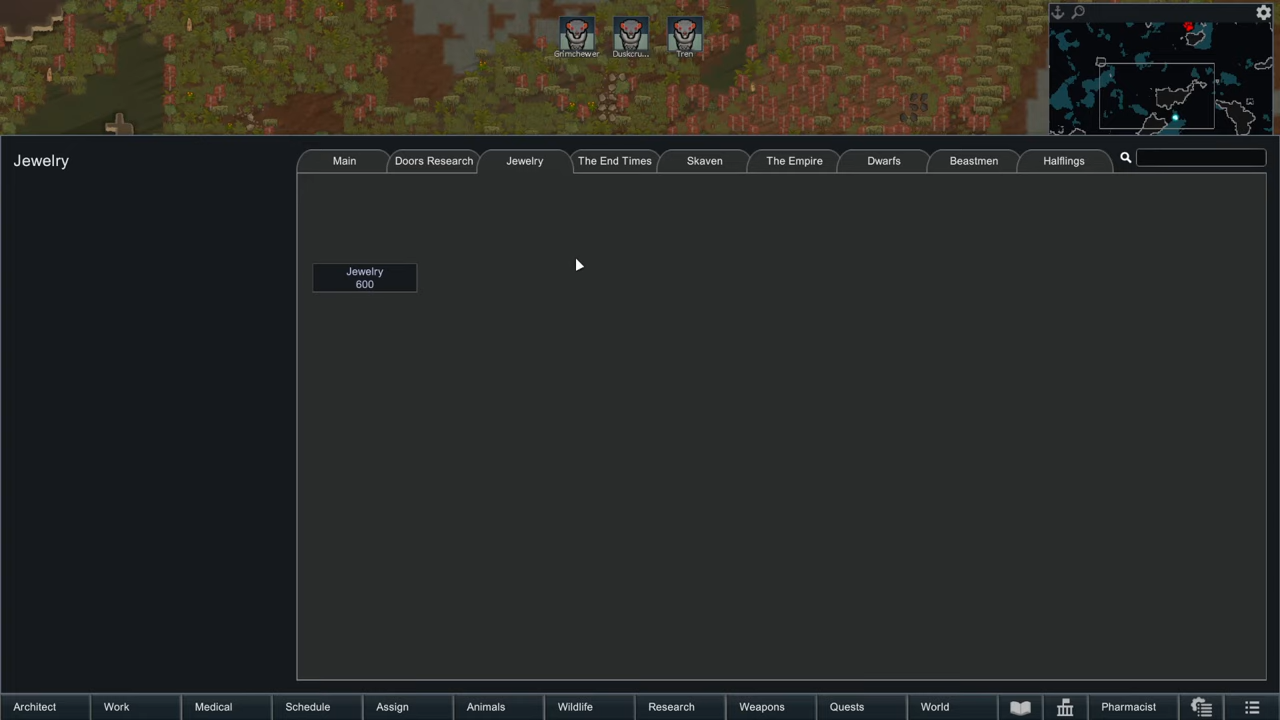 Grimchewer Duskcru... Tren
Jewelry
Main Doors Research Jewelry The End Times Skaven The Empire Dwarfs Beastmen Halflings
Jewelry
600
Architect Work Medical Schedule Assign Animals Wildlife Research Weapons Quests World Pharmacist